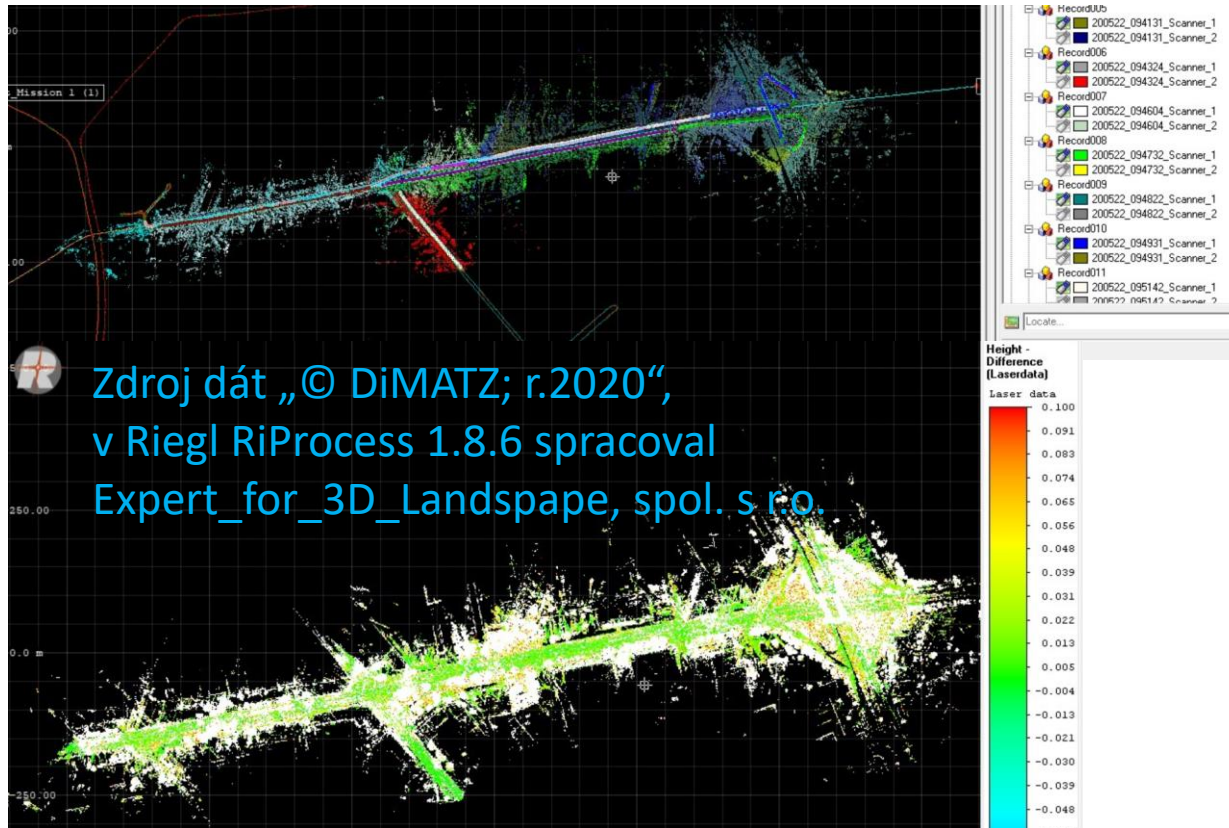 00
s_Mission 1 (1)
m
.00
Record005
200522_094131_Scanner_1
200522_094131_Scanner_2
Record006
200522_094324_Scanner_1
200522_094324_Scanner_2
Record007
200522_094604_Scanner_1
200522_094604_Scanner_2
Record008
200522_094732_Scanner_1
200522_094732_Scanner_2
Record009
200522_094822_Scanner_1
200522_094822_Scanner_2
Record010
200522_094931_Scanner_1
200522_094931_Scanner_2
Record011
200522_095142_Scanner_1
200522_095142_Scanner_2
Locate...
R
Zdroj dát „© DiMATZ; r.2020“,
v Riegl RiProcess 1.8.6 spracoval
Expert_for_3D_Landspape, spol. s r.o.
250.00
0.0 m
-250.00
Height -
Difference
(Laserdata)
Laser data
0.100
0.091
0.083
0.074
0.065
0.056
0.048
0.039
0.031
0.022
0.013
0.005
-0.004
-0.013
-0.021
-0.030
-0.039
-0.048